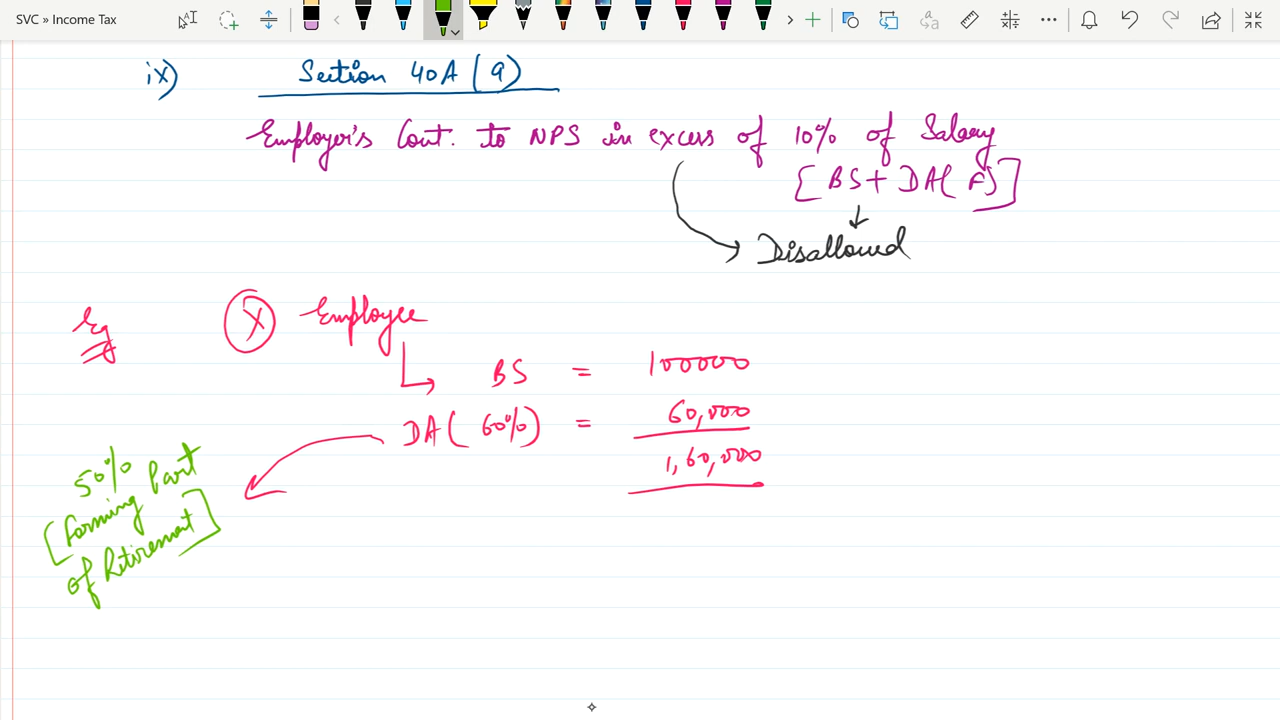 SVC » Income Tax
ix) Section 40A (9)
Employer's Cont. to NPS in excess of 10% of Salary
[BS + DA( F)]
Disallowed
Eg
X Employee
BS = 100000
DA( 60%) = 60,000
1,60,000
50% Part
[Forming
of Retirement]